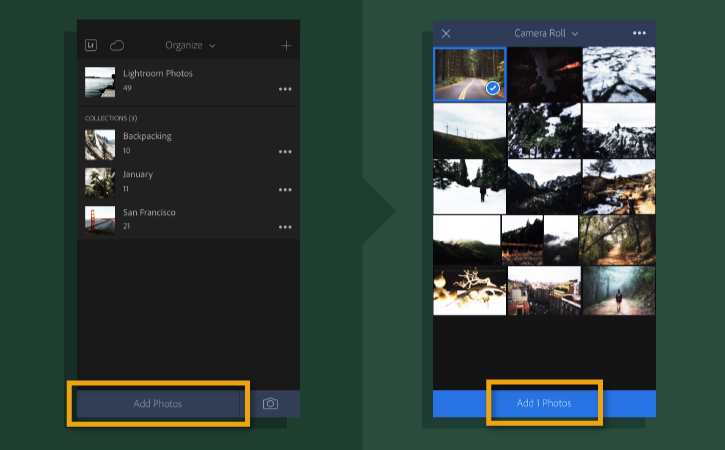 Lr
Organize
Lightroom Photos
49
COLLECTIONS (3)
Backpacking
10
January
11
San Francisco
21
Add Photos
Camera Roll
Add 1 Photos